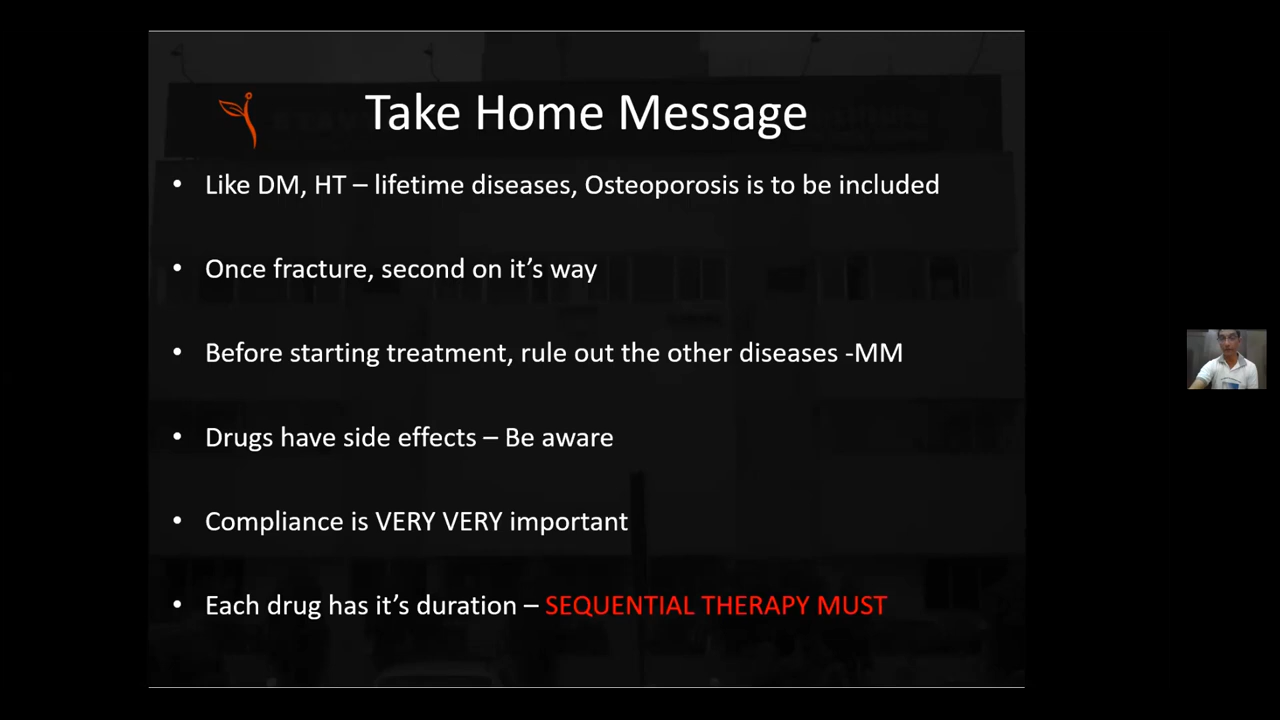 Take Home Message
• Like DM, HT – lifetime diseases, Osteoporosis is to be included
• Once fracture, second on it’s way
• Before starting treatment, rule out the other diseases -MM
• Drugs have side effects – Be aware
• Compliance is VERY VERY important
• Each drug has it’s duration – SEQUENTIAL THERAPY MUST